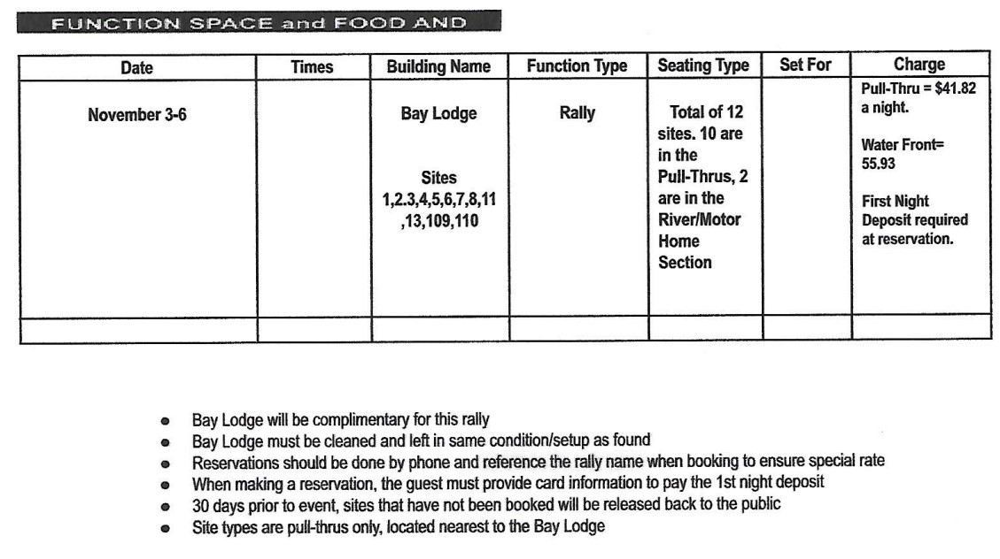 FUNCTION SPACE and FOOD AND
Date Times Building Name Function Type Seating Type Set For Charge
November 3-6
Bay Lodge
Sites
1,2.3,4,5,6,7,8,11
,13,109,110
Rally
Total of 12
sites. 10 are
in the
Pull-Thrus, 2
are in the
River/Motor
Home
Section
Pull-Thru = $41.82
a night.
Water Front=
55.93
First Night
Deposit required
at reservation.
• Bay Lodge will be complimentary for this rally
• Bay Lodge must be cleaned and left in same condition/setup as found
• Reservations should be done by phone and reference the rally name when booking to ensure special rate
• When making a reservation, the guest must provide card information to pay the 1st night deposit
• 30 days prior to event, sites that have not been booked will be released back to the public
• Site types are pull-thrus only, located nearest to the Bay Lodge